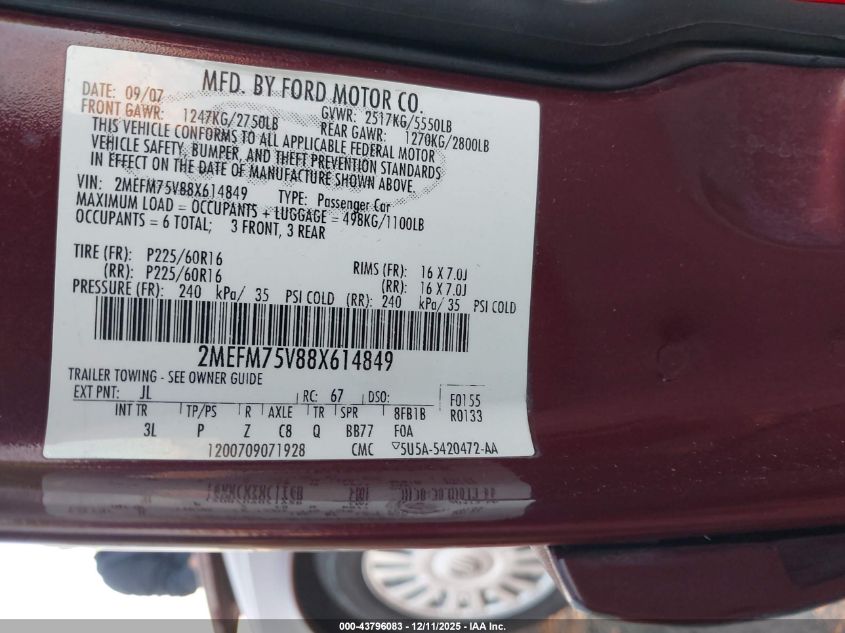 MFD. BY FORD MOTOR CO.
DATE: 09/07 GVWR: 2517KG/5550LB
FRONT GAWR: 1247KG/2750LB REAR GAWR: 1270KG/2800LB
THIS VEHICLE CONFORMS TO ALL APPLICABLE FEDERAL MOTOR
VEHICLE SAFETY, BUMPER, AND THEFT PREVENTION STANDARDS
IN EFFECT ON THE DATE OF MANUFACTURE SHOWN ABOVE.
VIN: 2MEFM75V88X614849 TYPE: Passenger Car
MAXIMUM LOAD = OCCUPANTS + LUGGAGE = 498KG/1100LB
OCCUPANTS = 6 TOTAL; 3 FRONT, 3 REAR
TIRE (FR): P225/60R16 RIMS (FR): 16 X 7.0J
(RR): P225/60R16 (RR): 16 X 7.0J
PRESSURE (FR): 240 kPa/ 35 PSI COLD (RR): 240 kPa/ 35 PSI COLD
2MEFM75V88X614849
TRAILER TOWING - SEE OWNER GUIDE
EXT PNT: JL RC: 67 DSO: F0155
INT TR TP/PS R AXLE TR SPR 8FB1B R0133
3L P Z C8 Q BB77 F0A
1200709071928 CMC ▽5U5A-5420472-AA
000-43796083 - 12/11/2025 - IAA Inc.